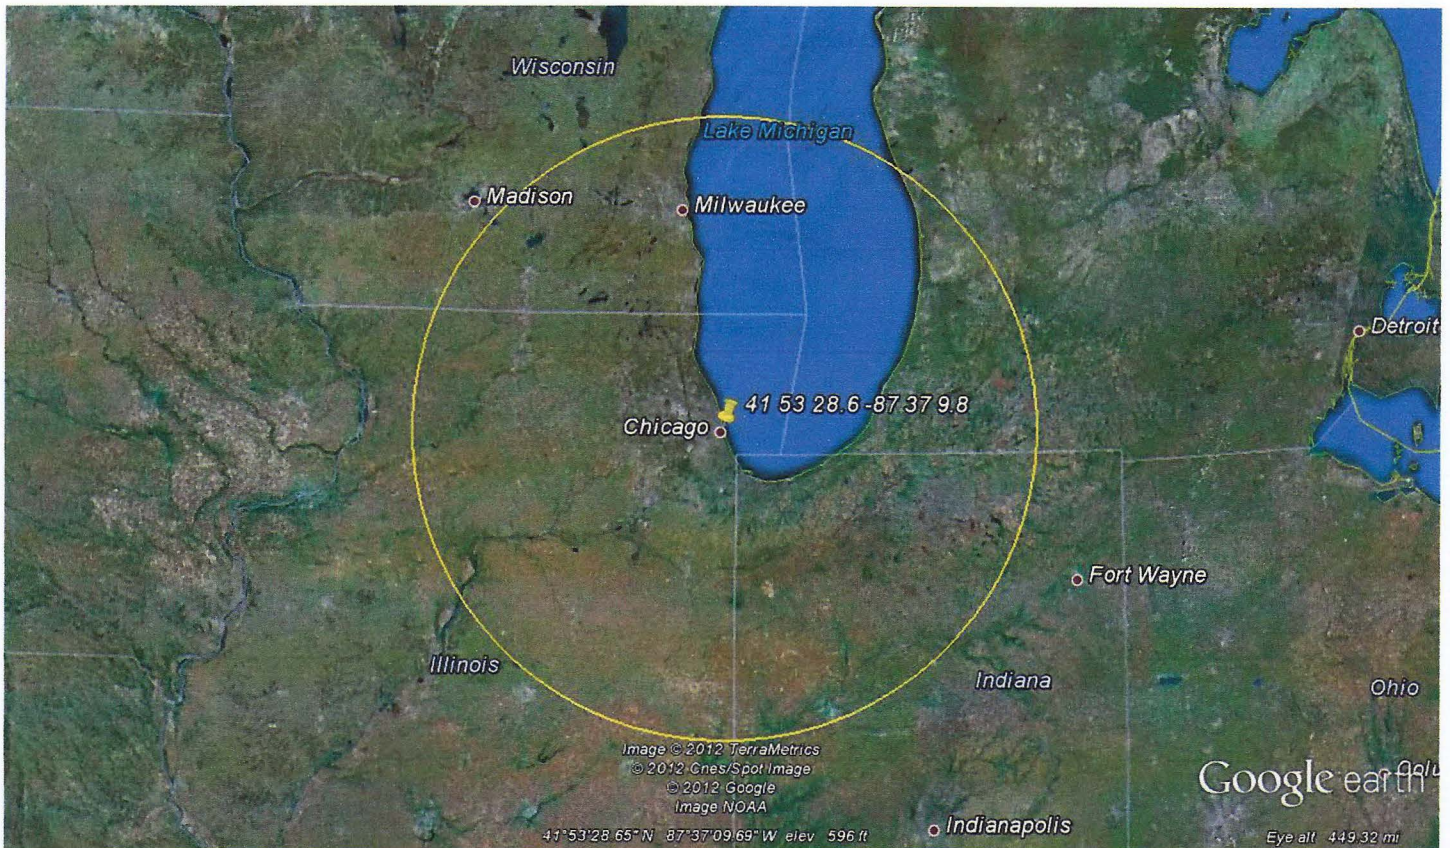 Wisconsin
Lake Michigan
Madison
Milwaukee
Detroit
41 53 28.6 -87 37 9.8
Chicago
Fort Wayne
Illinois
Indiana
Ohio
Image © 2012 TerraMetrics
© 2012 Cnes/Spot Image
© 2012 Google
Image NOAA
Google earth
Colu
Indianapolis
41°53'28.65" N 87°37'09.69" W elev 596 ft
Eye alt 449.32 mi